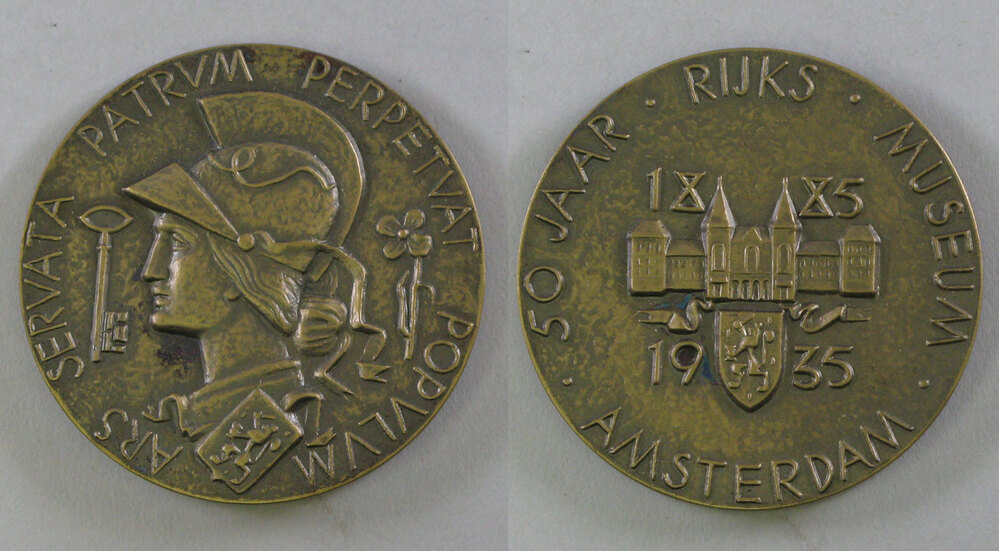 ARS SERVATA PATRVM PERPETVAT POPVLVM
50 JAAR · RIJKS · MUSEUM · AMSTERDAM ·
1885
1935